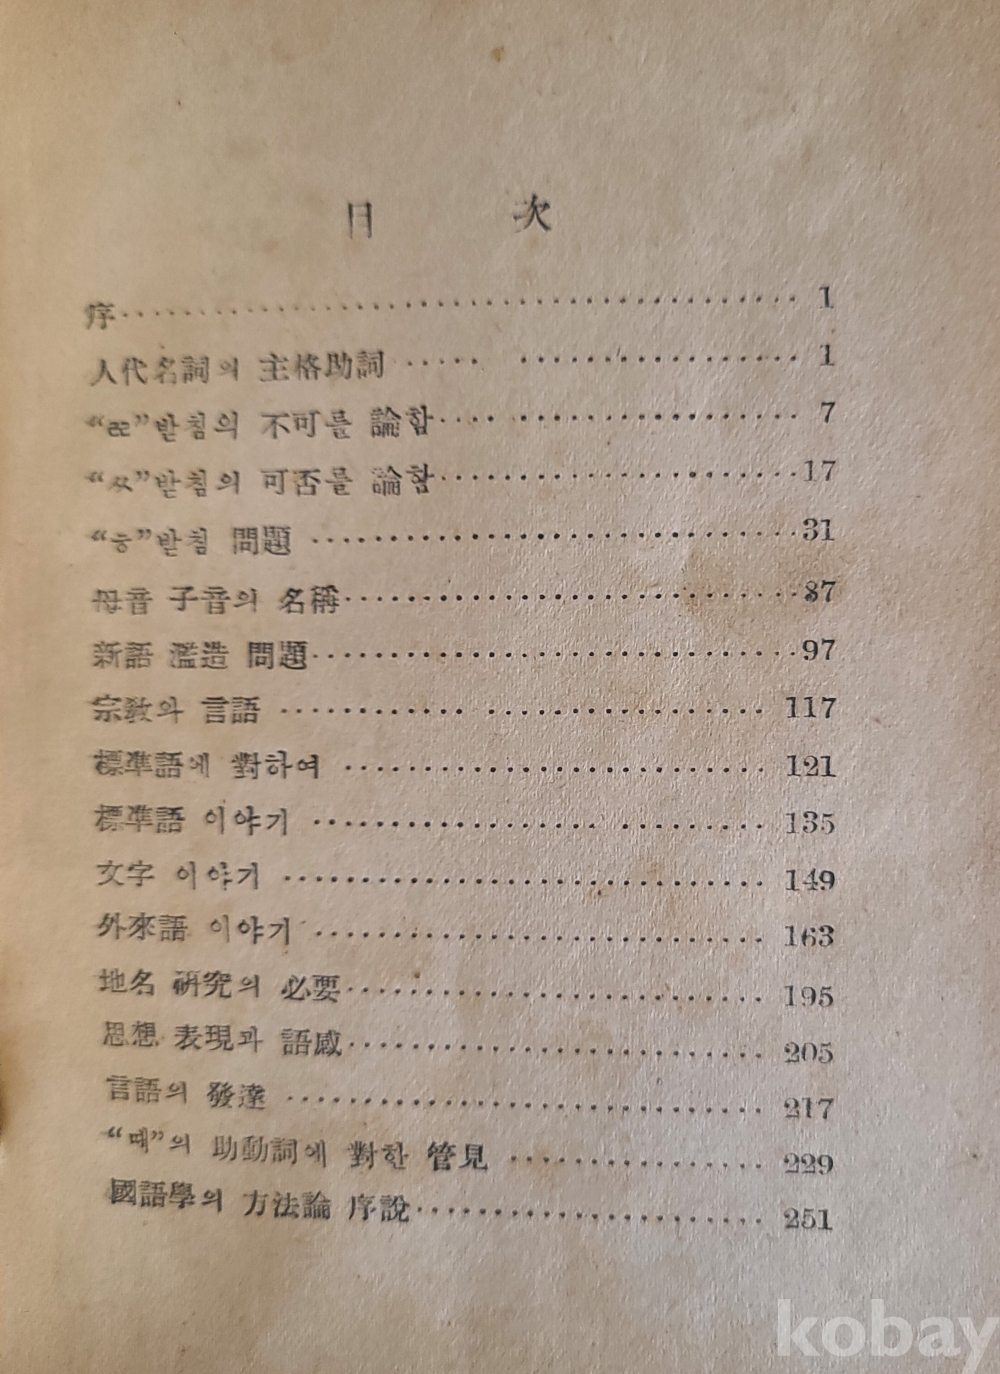 目 次
序 1
人代名詞의 主格助詞 1
“ㄹㄹ”받침의 不可를 論함 7
“ㅆ”받침의 可否를 論함 17
“ㅎ”받침 問題 31
母音 子音의 名稱 87
新語 濫造 問題 97
宗敎와 言語 117
標準語에 對하여 121
標準語 이야기 135
文字 이야기 149
外來語 이야기 163
地名 硏究의 必要 195
思想 表現과 語感 205
言語의 發達 217
“때”의 助動詞에 對한 管見 229
國語學의 方法論 序說 251
kobay